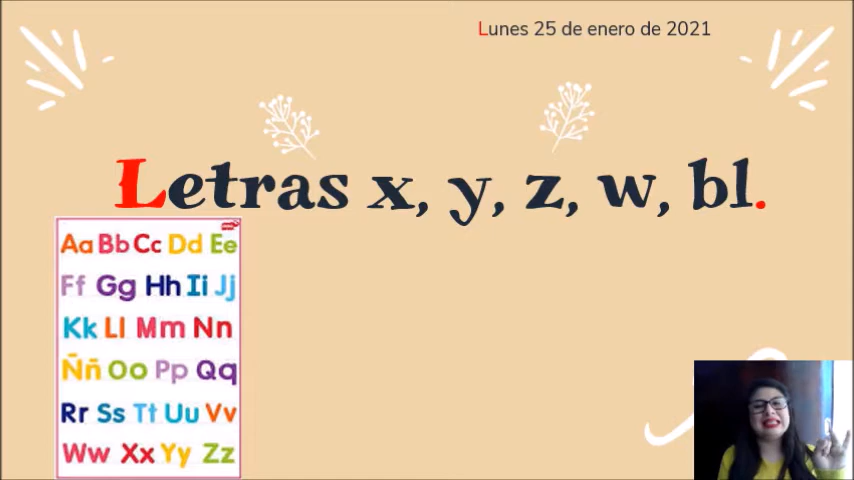 Lunes 25 de enero de 2021
Letras x, y, z, w, bl.
Aa Bb Cc Dd Ee
Ff Gg Hh Ii Jj
Kk Ll Mm Nn
Ññ Oo Pp Qq
Rr Ss Tt Uu Vv
Ww Xx Yy Zz